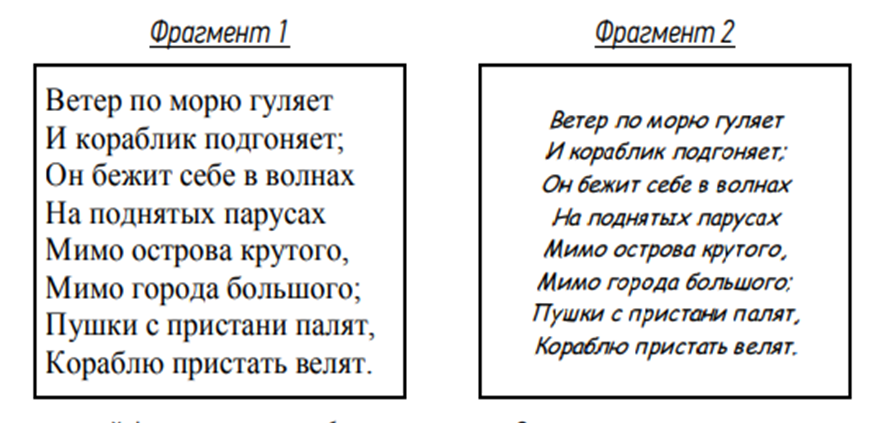 Фрагмент 1
Ветер по морю гуляет
И кораблик подгоняет;
Он бежит себе в волнах
На поднятых парусах
Мимо острова крутого,
Мимо города большого;
Пушки с пристани палят,
Кораблю пристать велят.
Фрагмент 2
Ветер по морю гуляет
И кораблик подгоняет;
Он бежит себе в волнах
На поднятых парусах
Мимо острова крутого,
Мимо города большого;
Пушки с пристани палят,
Кораблю пристать велят.